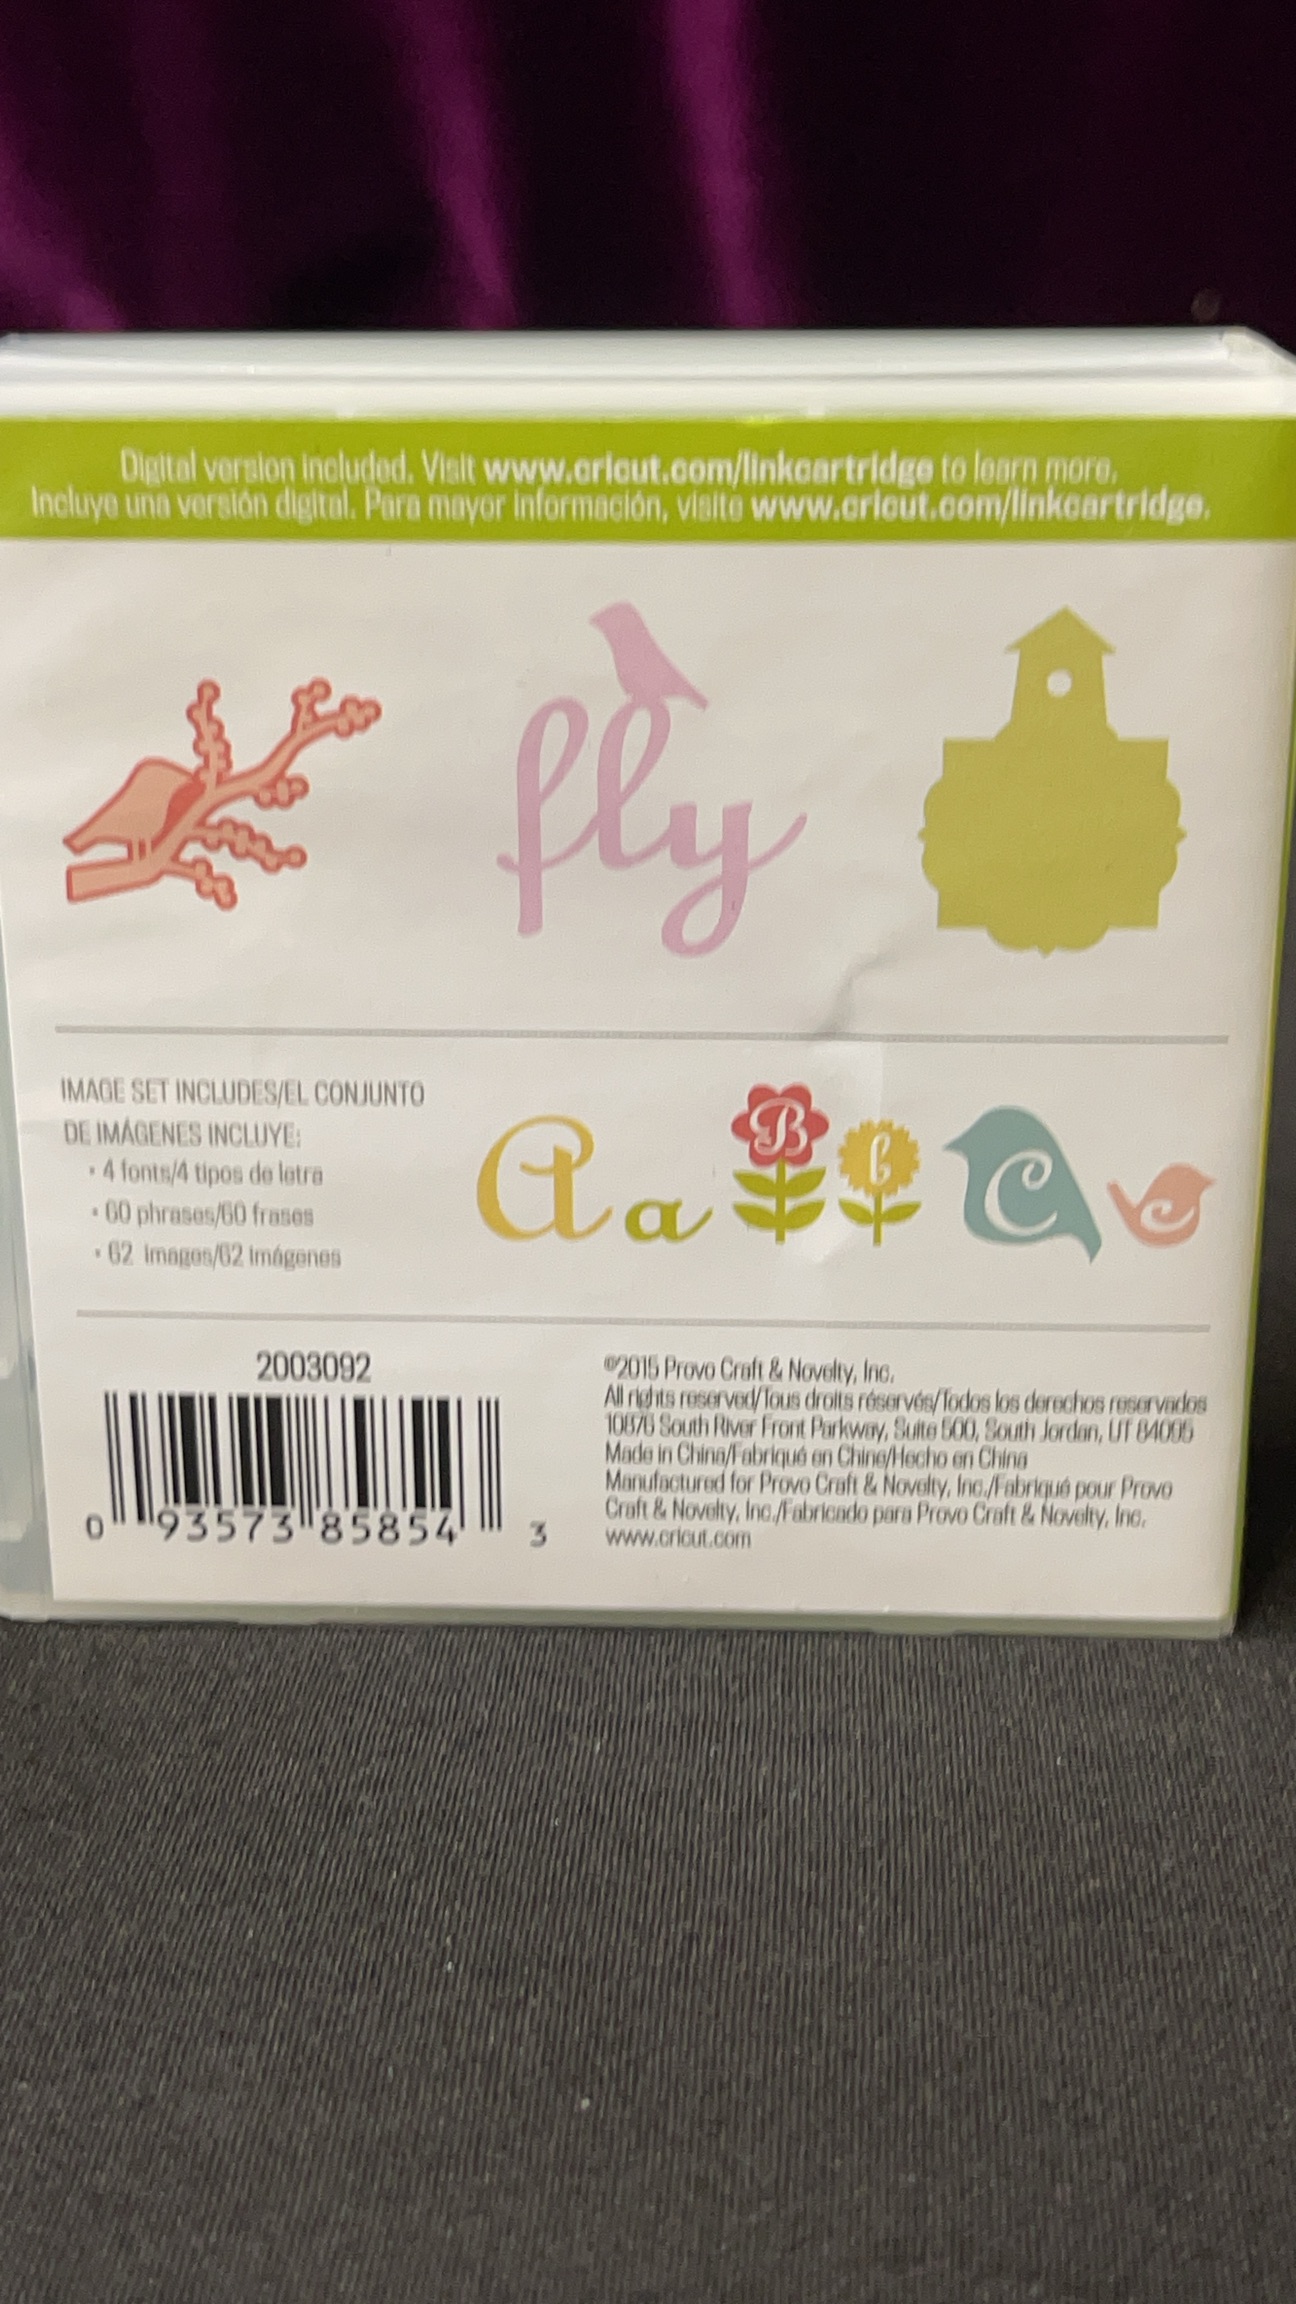 Digital version included. Visit www.cricut.com/linkcartridge to learn more.
Incluye una versión digital. Para mayor información, visite www.cricut.com/linkcartridge.
fly
IMAGE SET INCLUDES/EL CONJUNTO
DE IMÁGENES INCLUYE:
• 4 fonts/4 tipos de letra
• 60 phrases/60 frases
• 62 images/62 imágenes
A a B b C c
2003092
0 93573 85854 3
©2015 Provo Craft & Novelty, Inc.
All rights reserved/Tous droits réservés/Todos los derechos reservados
10876 South River Front Parkway, Suite 500, South Jordan, UT 84095
Made in China/Fabriqué en Chine/Hecho en China
Manufactured for Provo Craft & Novelty, Inc./Fabriqué pour Provo
Craft & Novelty, Inc./Fabricado para Provo Craft & Novelty, Inc.
www.cricut.com